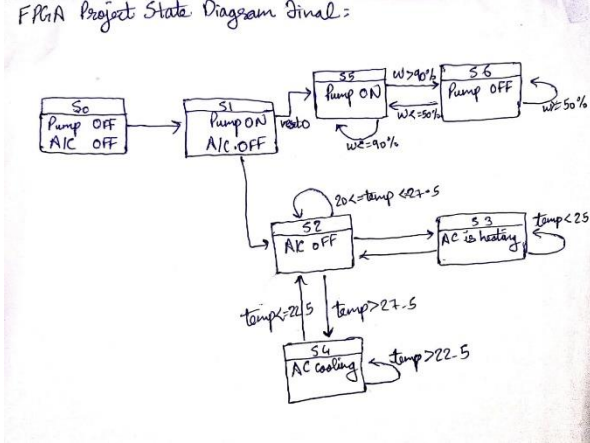 FPGA Project State Diagram Final:
S0
Pump OFF
A/C OFF
S1
Pump ON
A/C OFF
S5
Pump ON
W<=90%
W>90%
W<=50%
S6
Pump OFF
50%
20<=temp<=27.5
S2
A/C OFF
S3
AC is heating
temp<25
temp<=22.5
temp>27.5
S4
AC cooling
temp>22.5